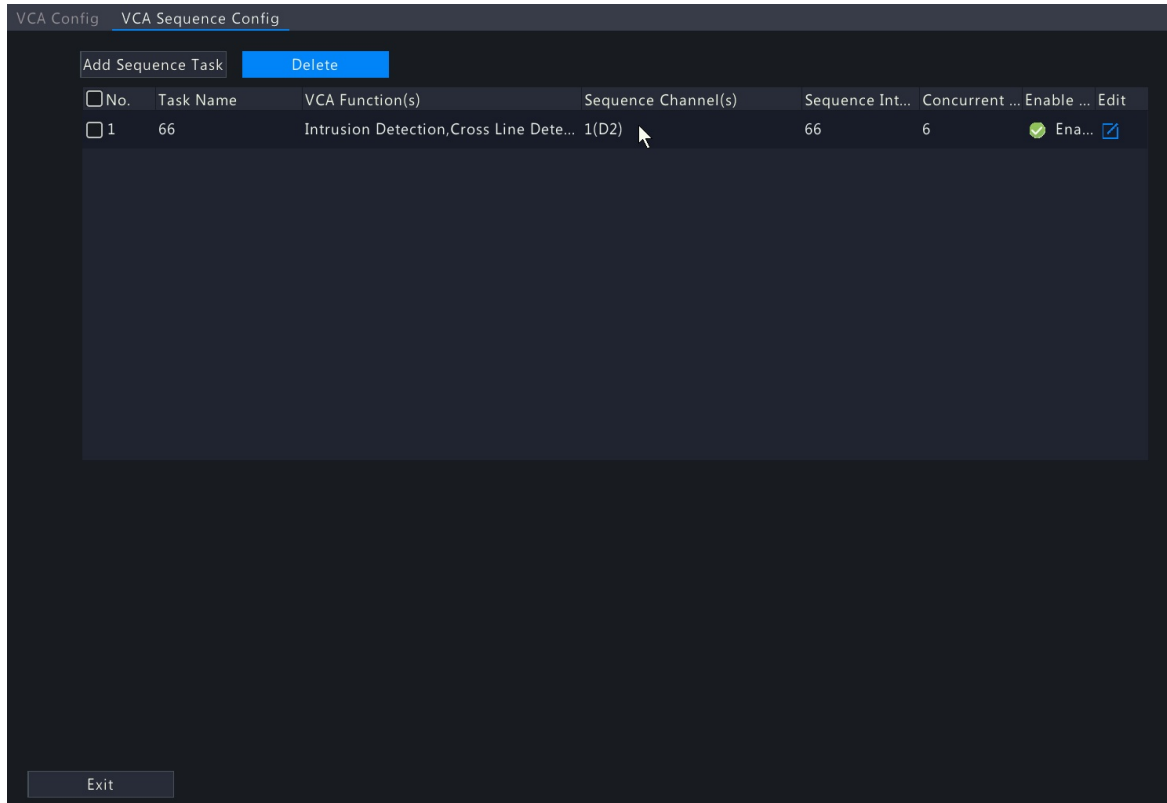 VCA Config VCA Sequence Config
Add Sequence Task Delete
No. Task Name VCA Function(s) Sequence Channel(s) Sequence Int... Concurrent ... Enable ... Edit
1 66 Intrusion Detection,Cross Line Dete... 1(D2) 66 6 Ena...
Exit